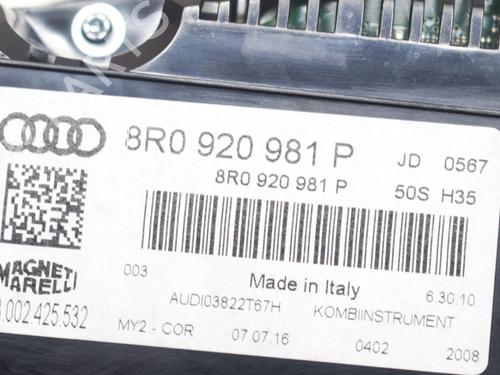 8R0 920 981 P JD 0567
8R0 920 981 P 50S H35
MAGNETI
MARELLI
003 Made in Italy 6.30.10
.002.425.532
AUDI03822T67H KOMBIINSTRUMENT
MY2 - COR 07.07.16 0402 2008